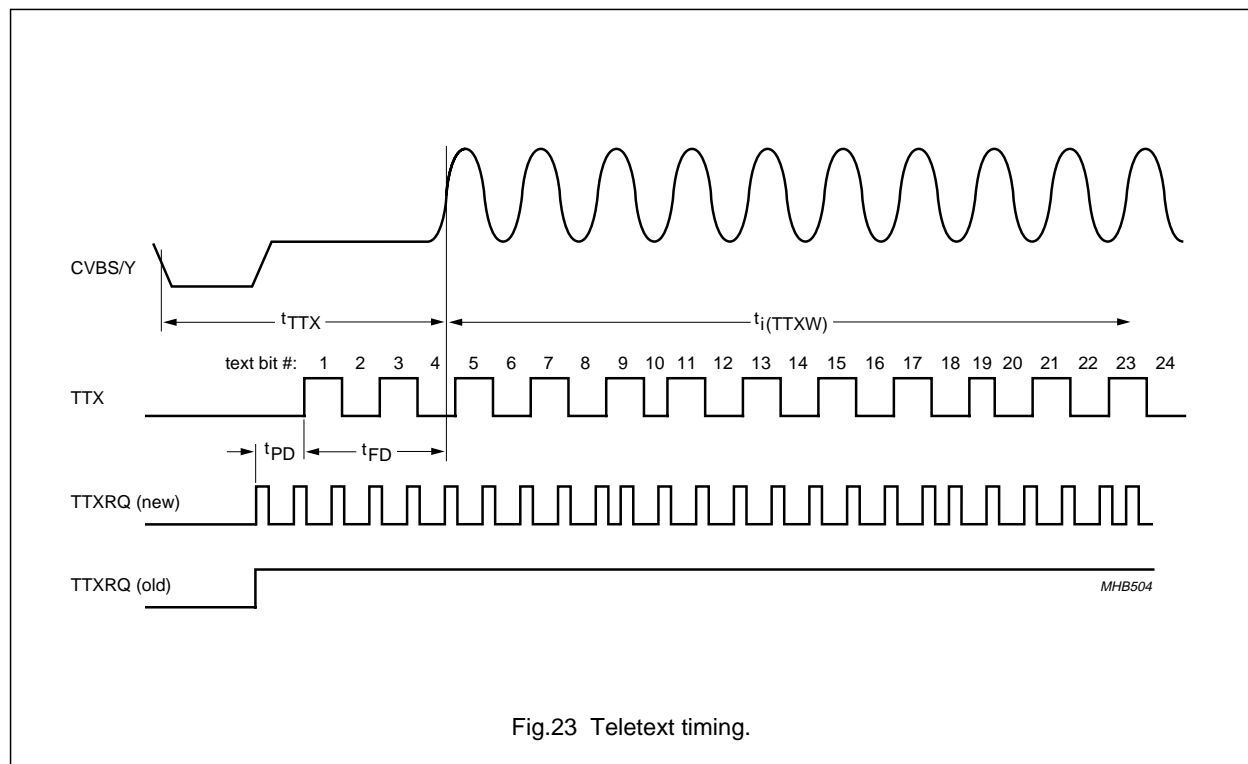 CVBS/Y
tTTX
ti(TTXW)
text bit #: 1 2 3 4 5 6 7 8 9 10 11 12 13 14 15 16 17 18 19 20 21 22 23 24
TTX
tPD
tFD
TTXRQ (new)
TTXRQ (old)
MHB504
Fig.23 Teletext timing.